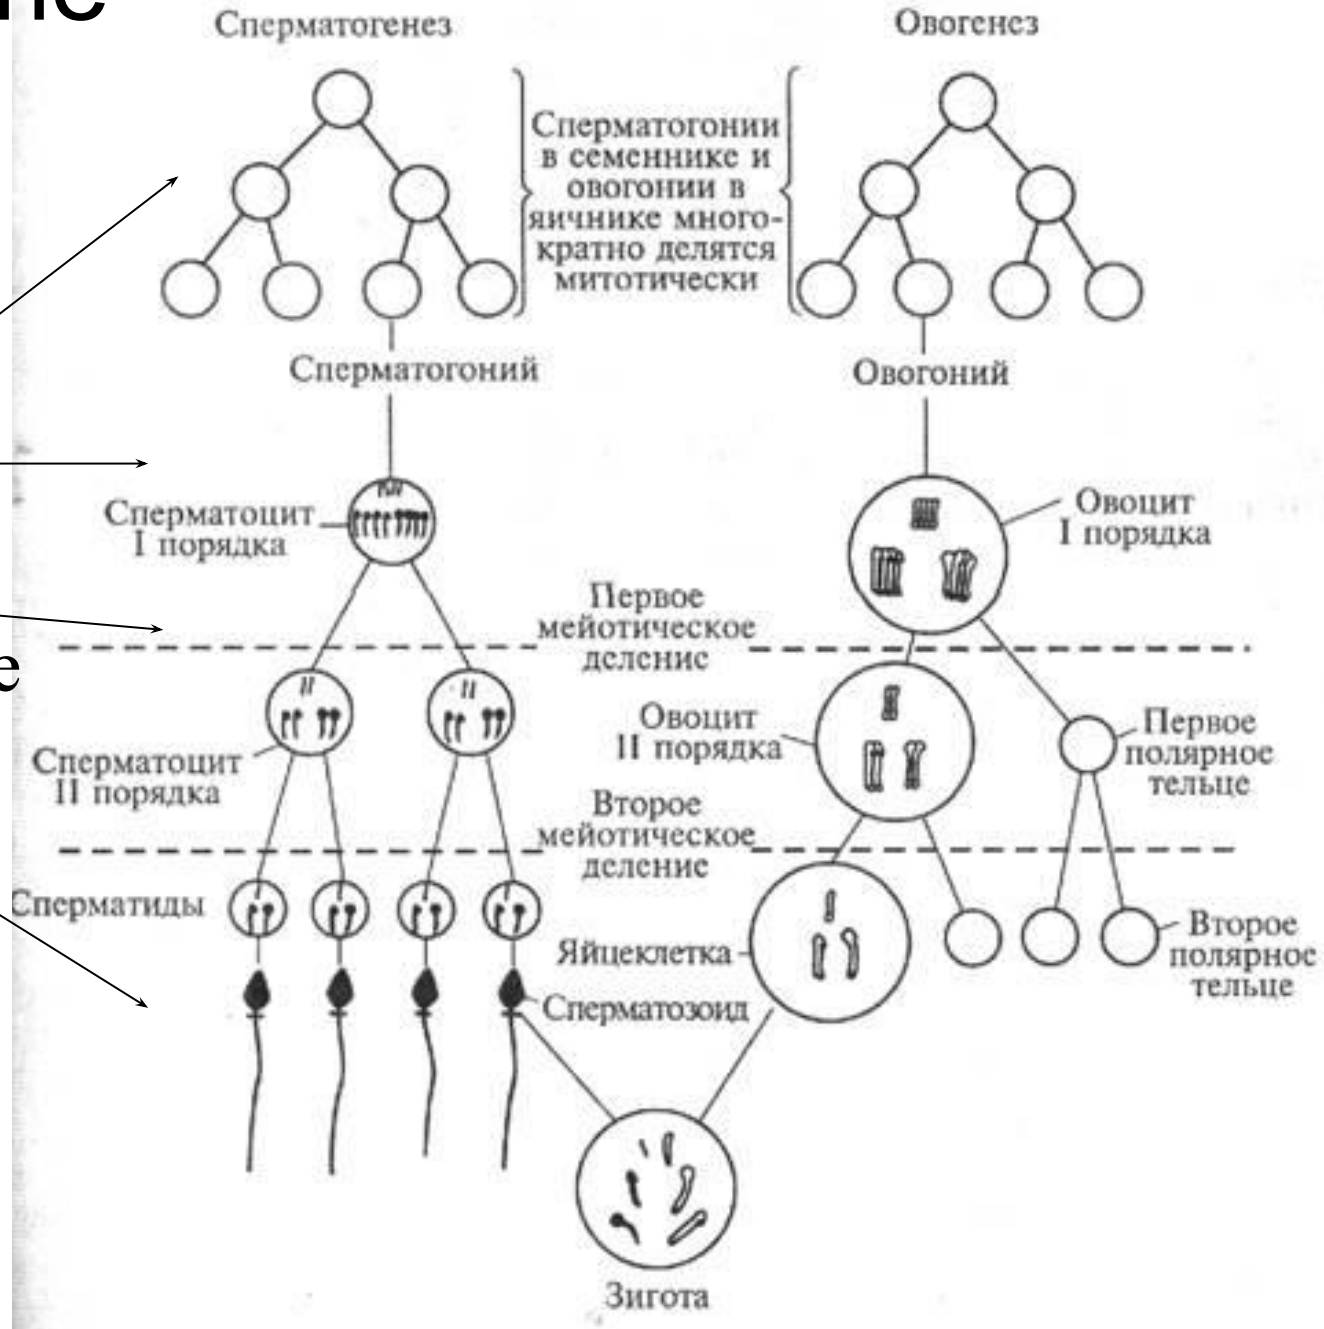 Сперматогенез
Овогенез
Сперматогонии
в семеннике и
овогонии в
яичнике много-
кратно делятся
митотически
Сперматогоний
Овогоний
Сперматоцит
I порядка
Овоцит
I порядка
Первое
мейотическое
деление
Сперматоцит
II порядка
Овоцит
II порядка
Первое
полярное
тельце
Второе
мейотическое
деление
Сперматиды
Яйцеклетка
Второе
полярное
тельце
Сперматозоид
Зигота